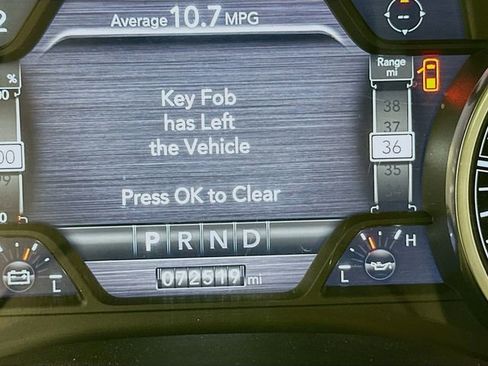 2
Average 10.7 MPG
%
Range
mi
Key Fob
has Left
the Vehicle
Press OK to Clear
38
37
36
35
P R N D
L
072519 mi
L
H